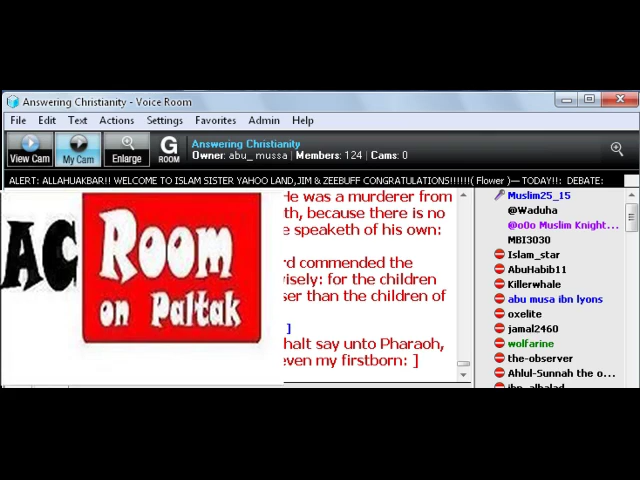 Answering Christianity - Voice Room
File Edit Text Actions Settings Favorites Admin Help
View Cam My Cam Enlarge G ROOM
Answering Christianity
Owner: abu_ mussa | Members: 124 | Cams: 0
ALERT: ALLAHUAKBAR!! WELCOME TO ISLAM SISTER YAHOO LAND,JIM & ZEEBUFF CONGRATULATIONS!!!!!!( Flower )— TODAY!!: DEBATE:
AC Room
on Paltak
He was a murderer from
th, because there is no
e speaketh of his own:
rd commended the
visely: for the children
ser than the children of
]
halt say unto Pharaoh,
even my firstborn: ]
Muslim25_15
@Waduha
@o0o Muslim Knight...
MBI3030
Islam_star
AbuHabib11
Killerwhale
abu musa ibn lyons
oxelite
jamal2460
wolfarine
the-observer
Ahlul-Sunnah the o...